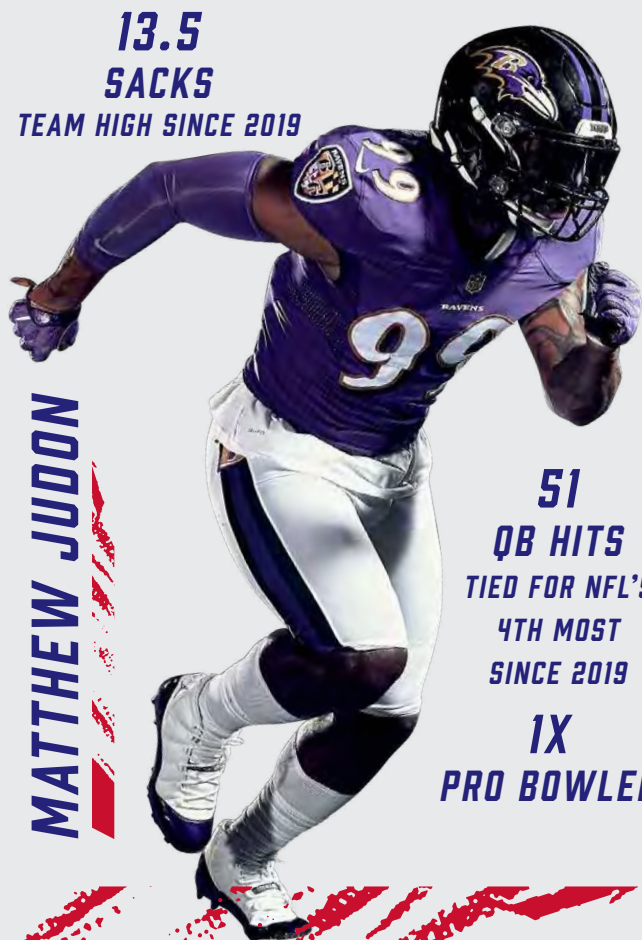 13.5
SACKS
TEAM HIGH SINCE 2019
99
RAVENS
99
MATTHEW JUDON
51
QB HITS
TIED FOR NFL'S
4TH MOST
SINCE 2019
1X
PRO BOWLER